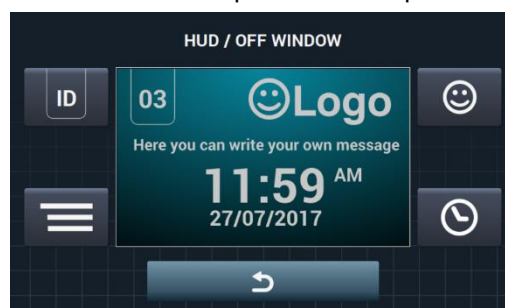 HUD / OFF WINDOW
ID
03
Logo
Here you can write your own message
11:59 AM
27/07/2017